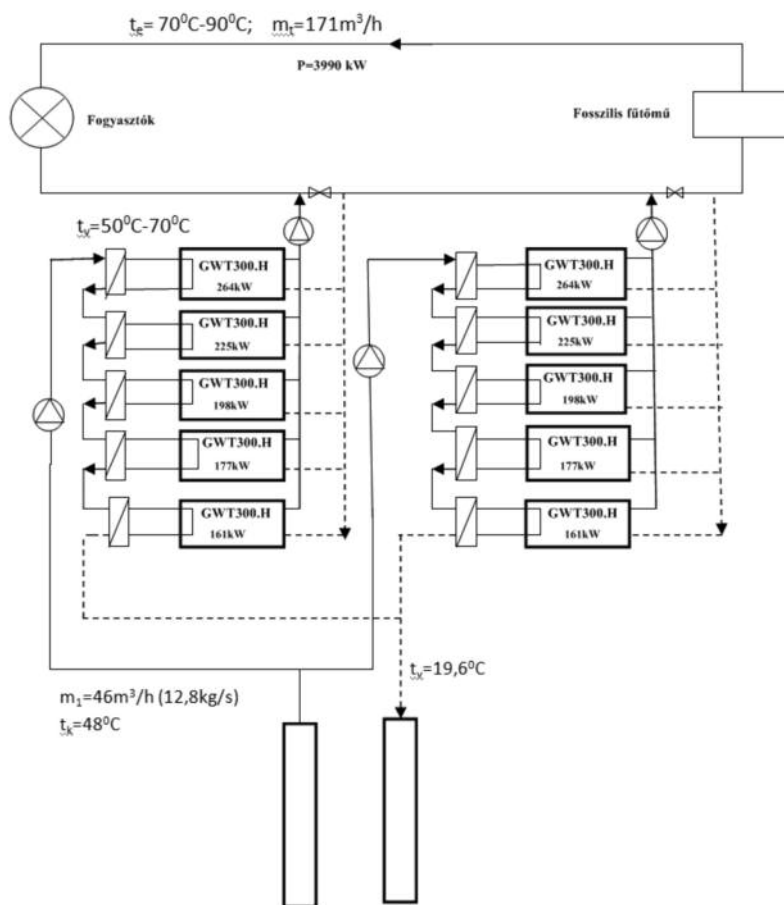 tₑ= 70⁰C-90⁰C; mₜ=171m³/h
P=3990 kW
Fogyasztók
Fosszilis fűtőmű
tᵥ=50⁰C-70⁰C
GWT300.H
264kW
GWT300.H
225kW
GWT300.H
198kW
GWT300.H
177kW
GWT300.H
161kW
GWT300.H
264kW
GWT300.H
225kW
GWT300.H
198kW
GWT300.H
177kW
GWT300.H
161kW
tᵥ=19,6⁰C
m₁=46m³/h (12,8kg/s)
tₖ=48⁰C